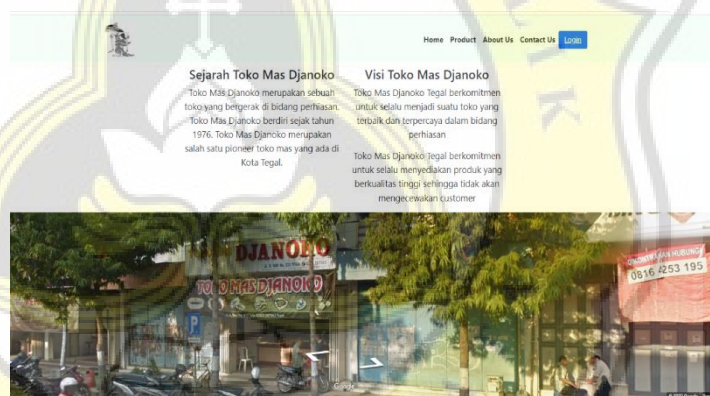 Home Product About Us Contact Us Login
Sejarah Toko Mas Djanoko
Toko Mas Djanoko merupakan sebuah
toko yang bergerak di bidang perhiasan.
Toko Mas Djanoko berdiri sejak tahun
1976. Toko Mas Djanoko merupakan
salah satu pioneer toko mas yang ada di
Kota Tegal.
Visi Toko Mas Djanoko
Toko Mas Djanoko Tegal berkomitmen
untuk selalu menjadi suatu toko yang
terbaik dan terpercaya dalam bidang
perhiasan
Toko Mas Djanoko Tegal berkomitmen
untuk selalu menyediakan produk yang
berkualitas tinggi sehingga tidak akan
mengecewakan customer
DJANOKO
TOKO MAS DJANOKO
P
HUBUNGI
0816 4253 195
Google